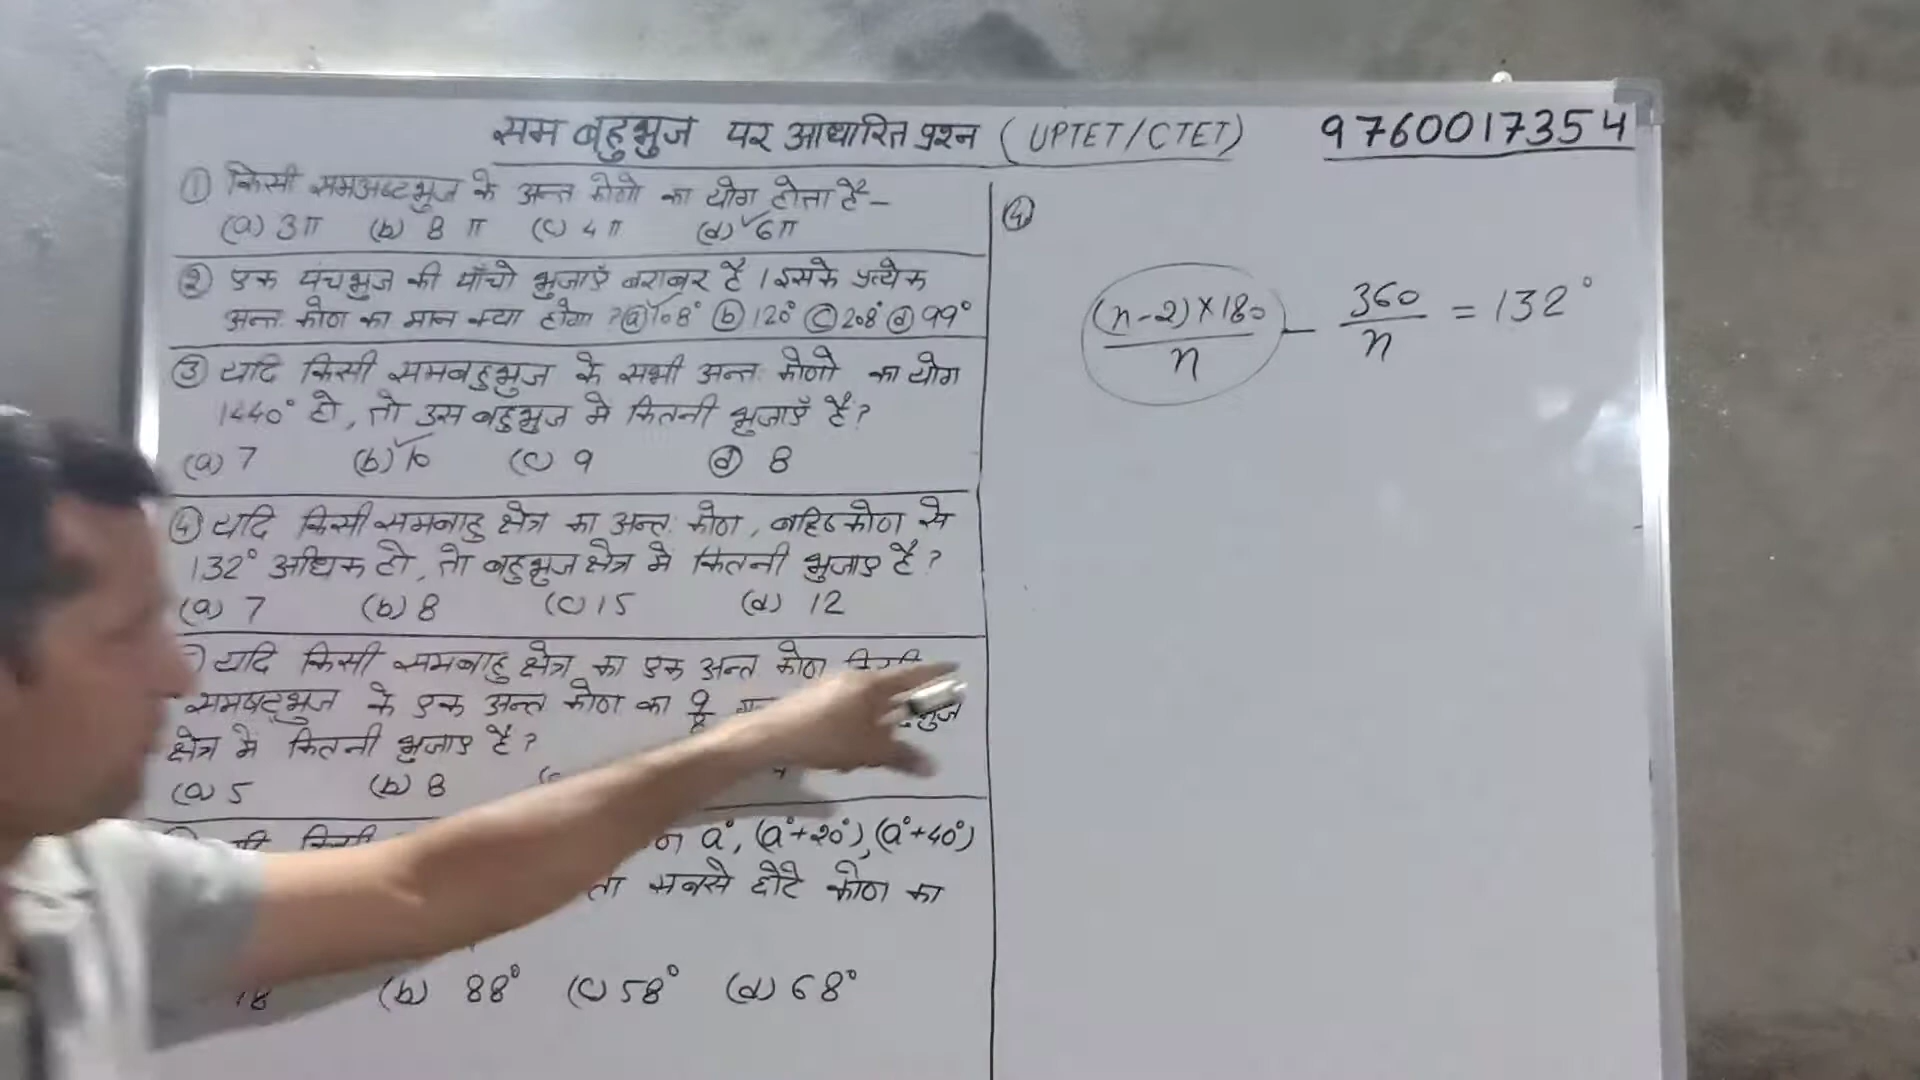 सम बहुभुज पर आधारित प्रश्न (UPTET/CTET) 9760017354
① किसी समअष्टभुज के अन्त कोणो का योग होता है-
(a) 3π (b) 8π (c) 4π (d) 6π
② एक पंचभुज की पाँचो भुजाएँ बराबर है। इसके प्रत्येक
अन्त: कोण का मान क्या होगा ? ⓐ 108° ⓑ 120° ⓒ 208° ⓓ 99°
③ यदि किसी समबहुभुज के सभी अन्त: कोणो का योग
1440° हो, तो उस बहुभुज मे कितनी भुजाएँ है?
(a) 7 (b) 10 (c) 9 ⓓ 8
④ यदि किसी समबाहु क्षेत्र का अन्त: कोण, बहिष्कोण से
132° अधिक हो, तो बहुभुज क्षेत्र मे कितनी भुजाए है?
(a) 7 (b) 8 (c) 15 (d) 12
यदि किसी समबाहु क्षेत्र का एक अन्त कोण
समषट्भुज के एक अन्त कोण का 9/8
क्षेत्र मे कितनी भुजाए है?
(a) 5 (b) 8
a°, (a°+20°), (a°+40°)
सबसे छोटे कोण का
18 (b) 88° (c) 58° (d) 68°
④
(n-2)×180/n - 360/n = 132°